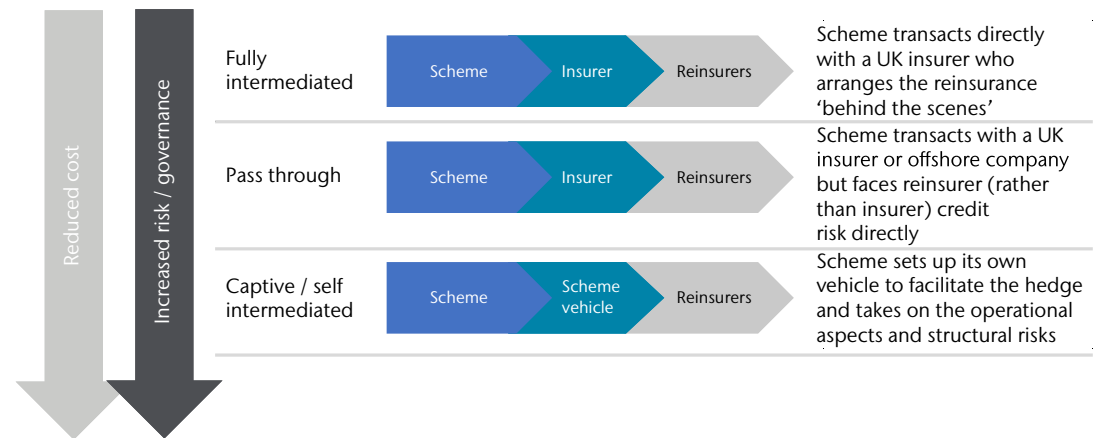 Reduced cost
Increased risk / governance
Fully
intermediated
Scheme
Insurer
Reinsurers
Scheme transacts directly
with a UK insurer who
arranges the reinsurance
‘behind the scenes’
Pass through
Scheme
Insurer
Reinsurers
Scheme transacts with a UK
insurer or offshore company
but faces reinsurer (rather
than insurer) credit
risk directly
Captive / self
intermediated
Scheme
Scheme
vehicle
Reinsurers
Scheme sets up its own
vehicle to facilitate the hedge
and takes on the operational
aspects and structural risks